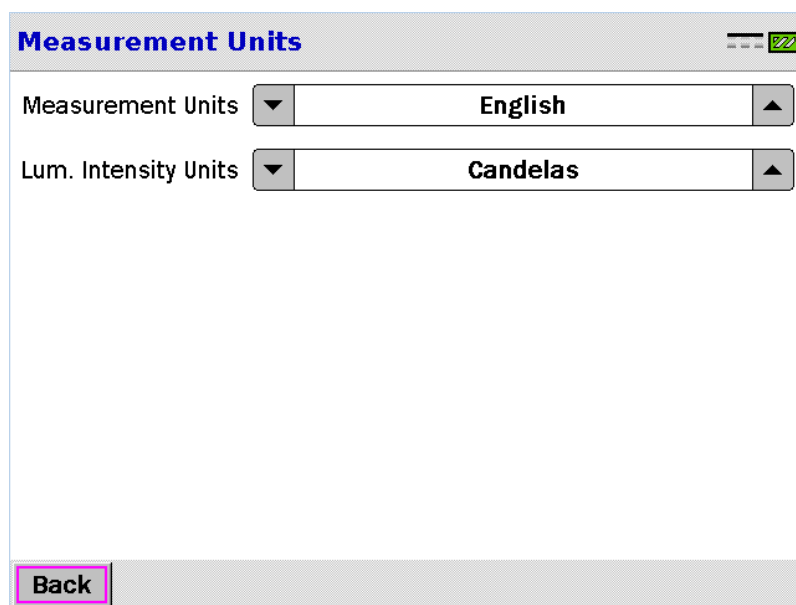 Measurement Units
Measurement Units English
Lum. Intensity Units Candelas
Back